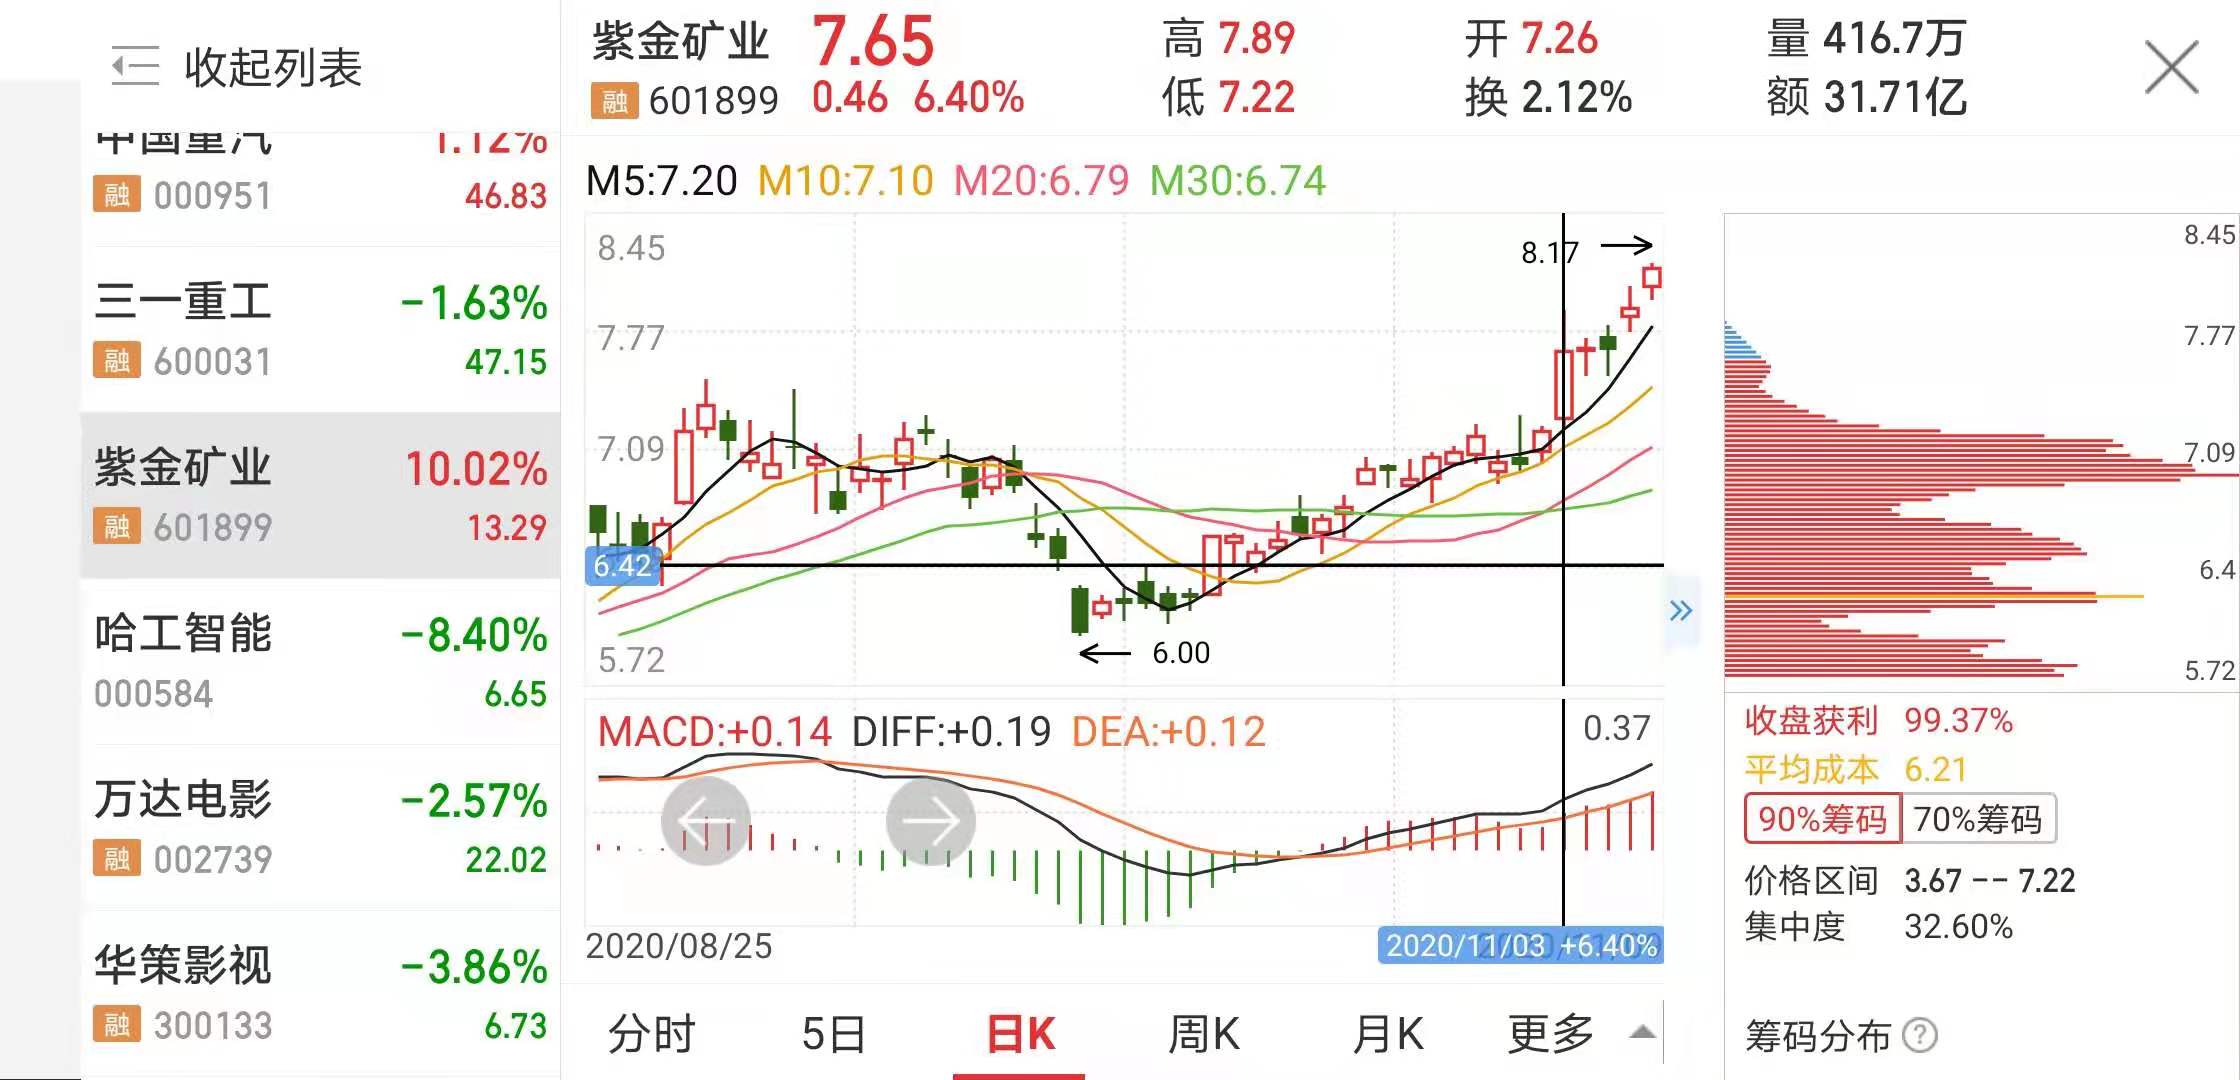 收起列表
中国重汽 1.12%
融 000951 46.83
三一重工 -1.63%
融 600031 47.15
紫金矿业 10.02%
融 601899 13.29
哈工智能 -8.40%
000584 6.65
万达电影 -2.57%
融 002739 22.02
华策影视 -3.86%
融 300133 6.73
紫金矿业 7.65 高 7.89 开 7.26 量 416.7万
融 601899 0.46 6.40% 低 7.22 换 2.12% 额 31.71亿
M5:7.20 M10:7.10 M20:6.79 M30:6.74
8.45
8.17
7.77
7.09
6.42
6.00
5.72
MACD:+0.14 DIFF:+0.19 DEA:+0.12 0.37
2020/08/25 2020/11/03 +6.40%
分时 5日 日K 周K 月K 更多
8.45
7.77
7.09
6.4
5.72
收盘获利 99.37%
平均成本 6.21
90%筹码 70%筹码
价格区间 3.67 -- 7.22
集中度 32.60%
筹码分布 ?